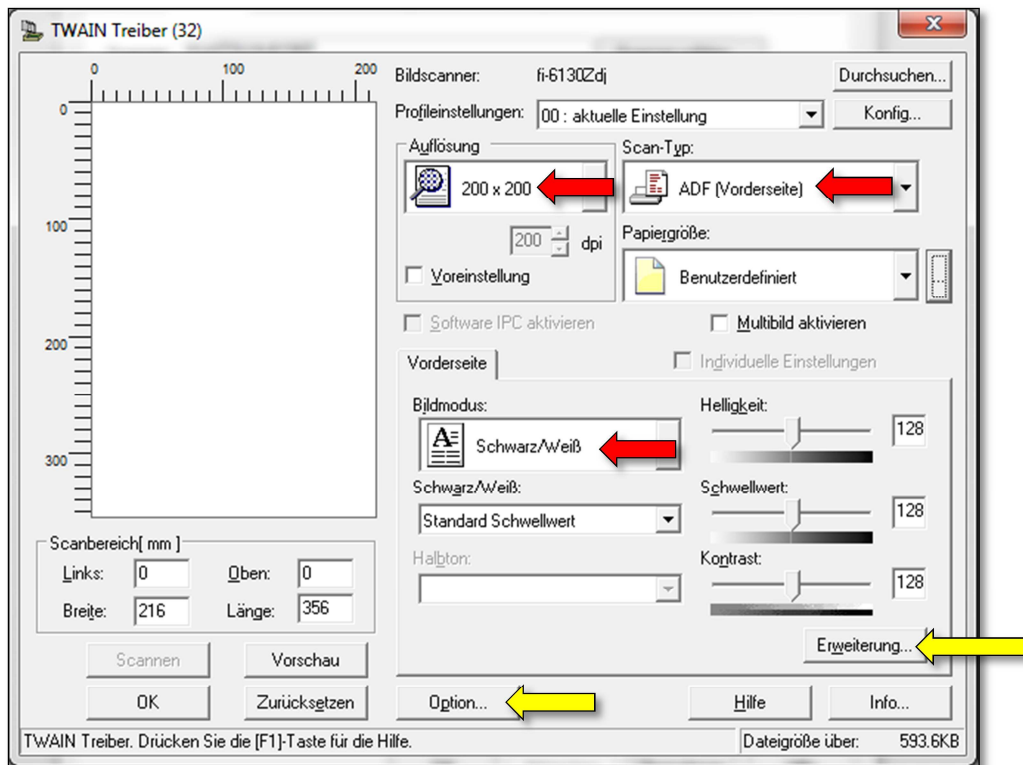 TWAIN Treiber (32)
0 100 200
0
100
200
300
Bildscanner: fi-6130Zdj Durchsuchen...
Profileinstellungen: 00 : aktuelle Einstellung Konfig...
Auflösung
200 x 200
200 dpi
Voreinstellung
Scan-Typ:
ADF (Vorderseite)
Papiergröße:
Benutzerdefiniert
...
Software IPC aktivieren Multibild aktivieren
Vorderseite Individuelle Einstellungen
Bildmodus:
Schwarz/Weiß
Schwarz/Weiß:
Standard Schwellwert
Halbton:
Helligkeit:
128
Schwellwert:
128
Kontrast:
128
Erweiterung...
Scanbereich[ mm ]
Links: 0 Oben: 0
Breite: 216 Länge: 356
Scannen Vorschau
OK Zurücksetzen Option... Hilfe Info...
TWAIN Treiber. Drücken Sie die [F1]-Taste für die Hilfe. Dateigröße über: 593.6KB